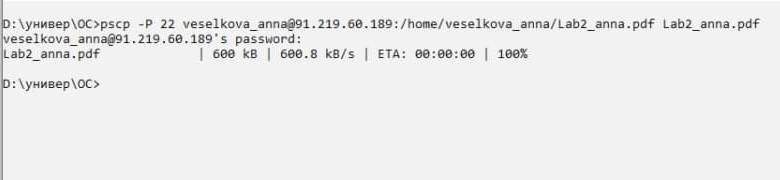 D:\универ\ОС>pscp -P 22 veselkova_anna@91.219.60.189:/home/veselkova_anna/Lab2_anna.pdf Lab2_anna.pdf
veselkova_anna@91.219.60.189's password:
Lab2_anna.pdf | 600 kB | 600.8 kB/s | ETA: 00:00:00 | 100%
D:\универ\ОС>